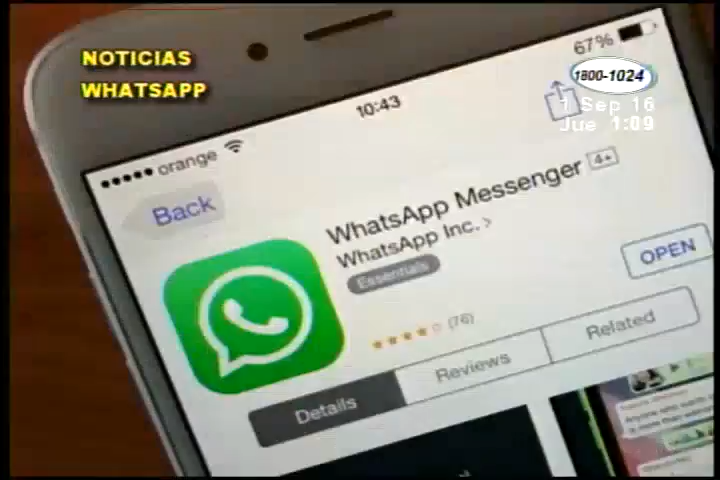 NOTICIAS
WHATSAPP
67%
1800-1024
1 Sep 16
Jue 1:09
10:43
orange
Back
WhatsApp Messenger 4+
WhatsApp Inc. >
Essentials
OPEN
(76)
Details
Reviews
Related